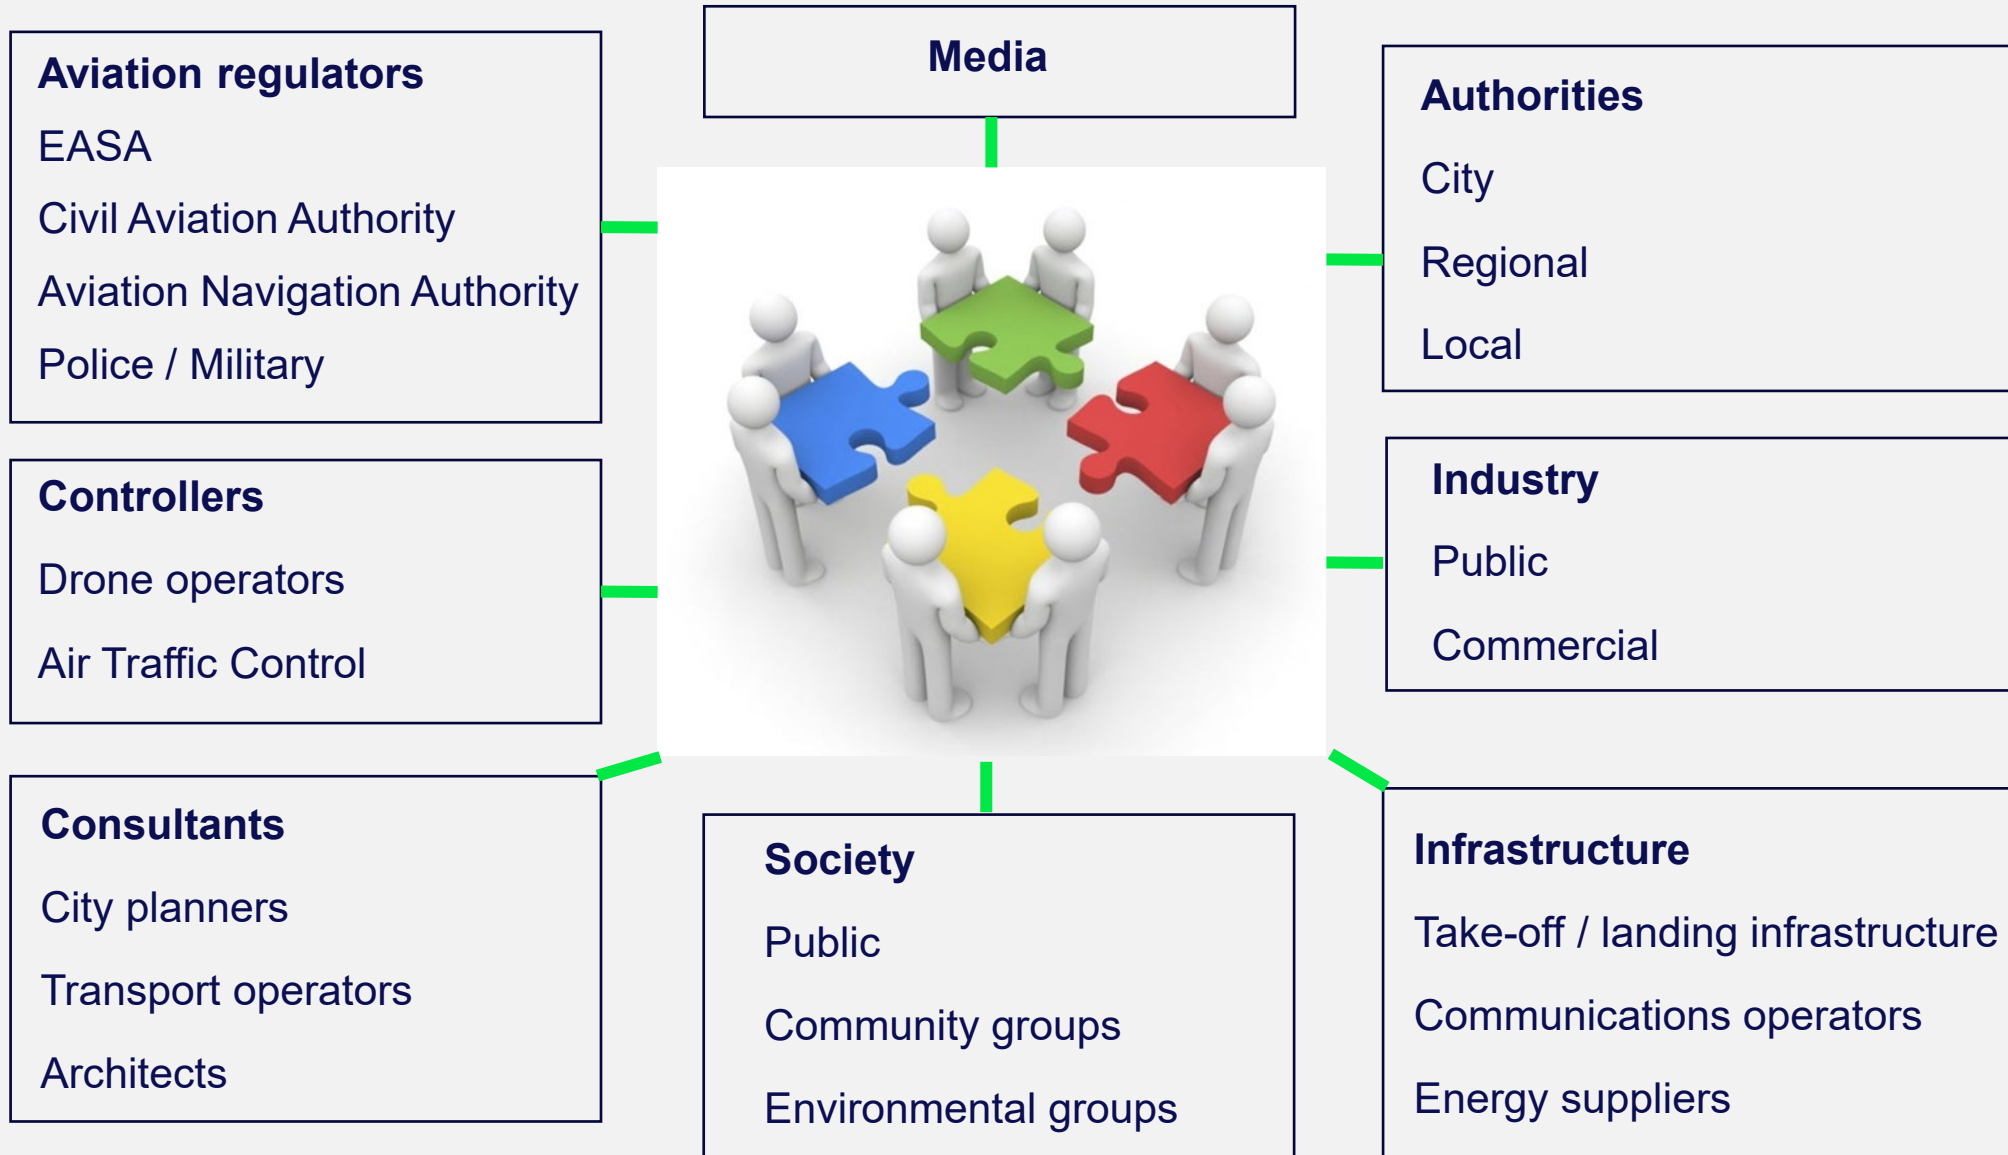 Media
Aviation regulators
EASA
Civil Aviation Authority
Aviation Navigation Authority
Police / Military
Authorities
City
Regional
Local
Controllers
Drone operators
Air Traffic Control
Industry
Public
Commercial
Consultants
City planners
Transport operators
Architects
Society
Public
Community groups
Environmental groups
Infrastructure
Take-off / landing infrastructure
Communications operators
Energy suppliers